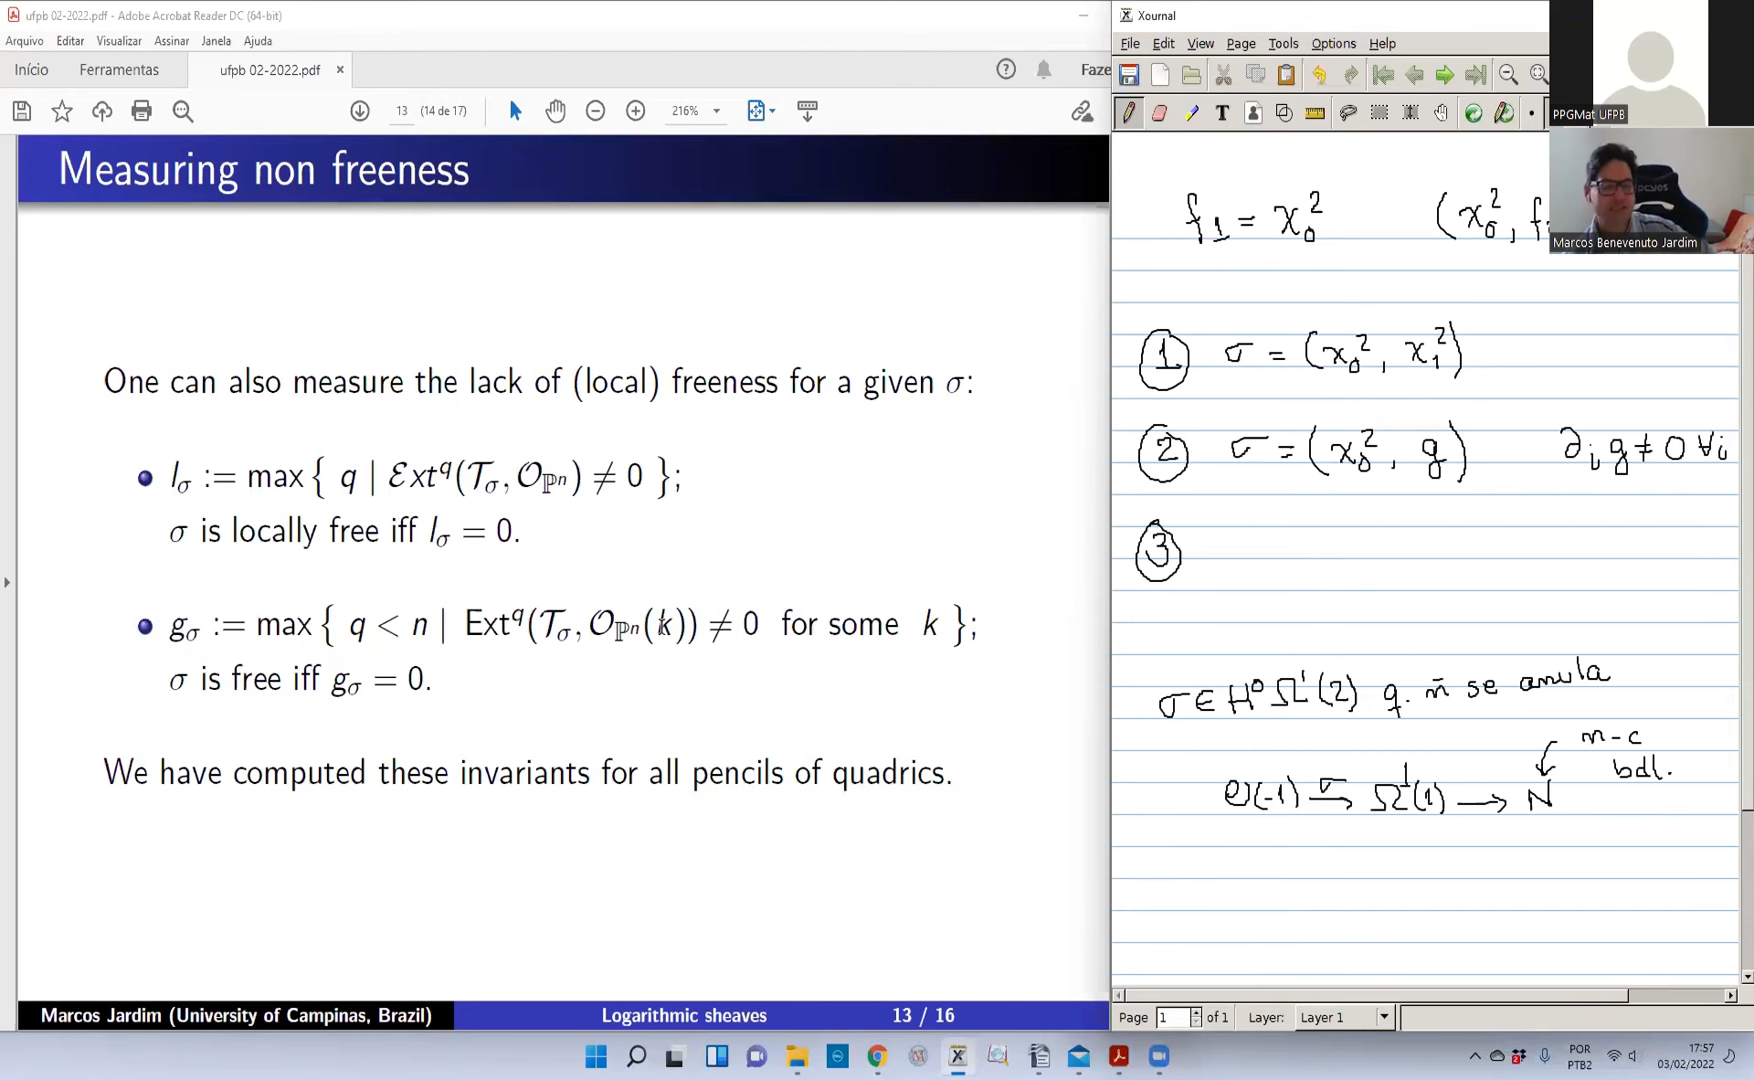 ufpb 02-2022.pdf - Adobe Acrobat Reader DC (64-bit)
Arquivo Editar Visualizar Assinar Janela Ajuda
Início Ferramentas ufpb 02-2022.pdf × Faze
13 (14 de 17) 216%
Measuring non freeness
One can also measure the lack of (local) freeness for a given σ:
l_σ := max{ q | Ext^q(T_σ, O_ℙⁿ) ≠ 0 };
σ is locally free iff l_σ = 0.
g_σ := max{ q < n | Ext^q(T_σ, O_ℙⁿ(k)) ≠ 0 for some k };
σ is free iff g_σ = 0.
We have computed these invariants for all pencils of quadrics.
Marcos Jardim (University of Campinas, Brazil) Logarithmic sheaves 13 / 16
Xournal
File Edit View Page Tools Options Help
PPGMat UFPB
Marcos Benevenuto Jardim
f₁ = x₀² (x₀², f
① σ = (x₀², x₁²)
② σ = (x₀², g) ∂ᵢg ≠ 0 ∀i
③
σ ∈ H⁰Ω¹(2) q. ñ se anula
n-c
bdl.
O(-1) σ→ Ω¹(1) → N
Page 1 of 1 Layer: Layer 1
POR
PTB2
17:57
03/02/2022